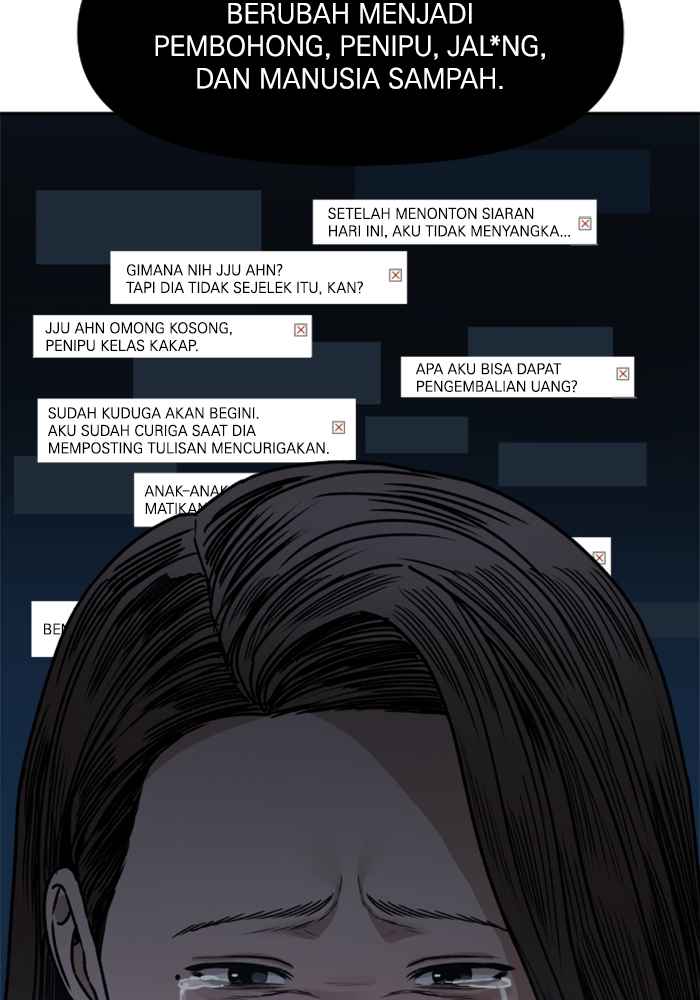 BERUBAH MENJADI
PEMBOHONG, PENIPU, JAL*NG,
DAN MANUSIA SAMPAH.
SETELAH MENONTON SIARAN
HARI INI, AKU TIDAK MENYANGKA...
GIMANA NIH JJU AHN?
TAPI DIA TIDAK SEJELEK ITU, KAN?
JJU AHN OMONG KOSONG,
PENIPU KELAS KAKAP.
APA AKU BISA DAPAT
PENGEMBALIAN UANG?
SUDAH KUDUGA AKAN BEGINI.
AKU SUDAH CURIGA SAAT DIA
MEMPOSTING TULISAN MENCURIGAKAN.
ANAK-ANAK